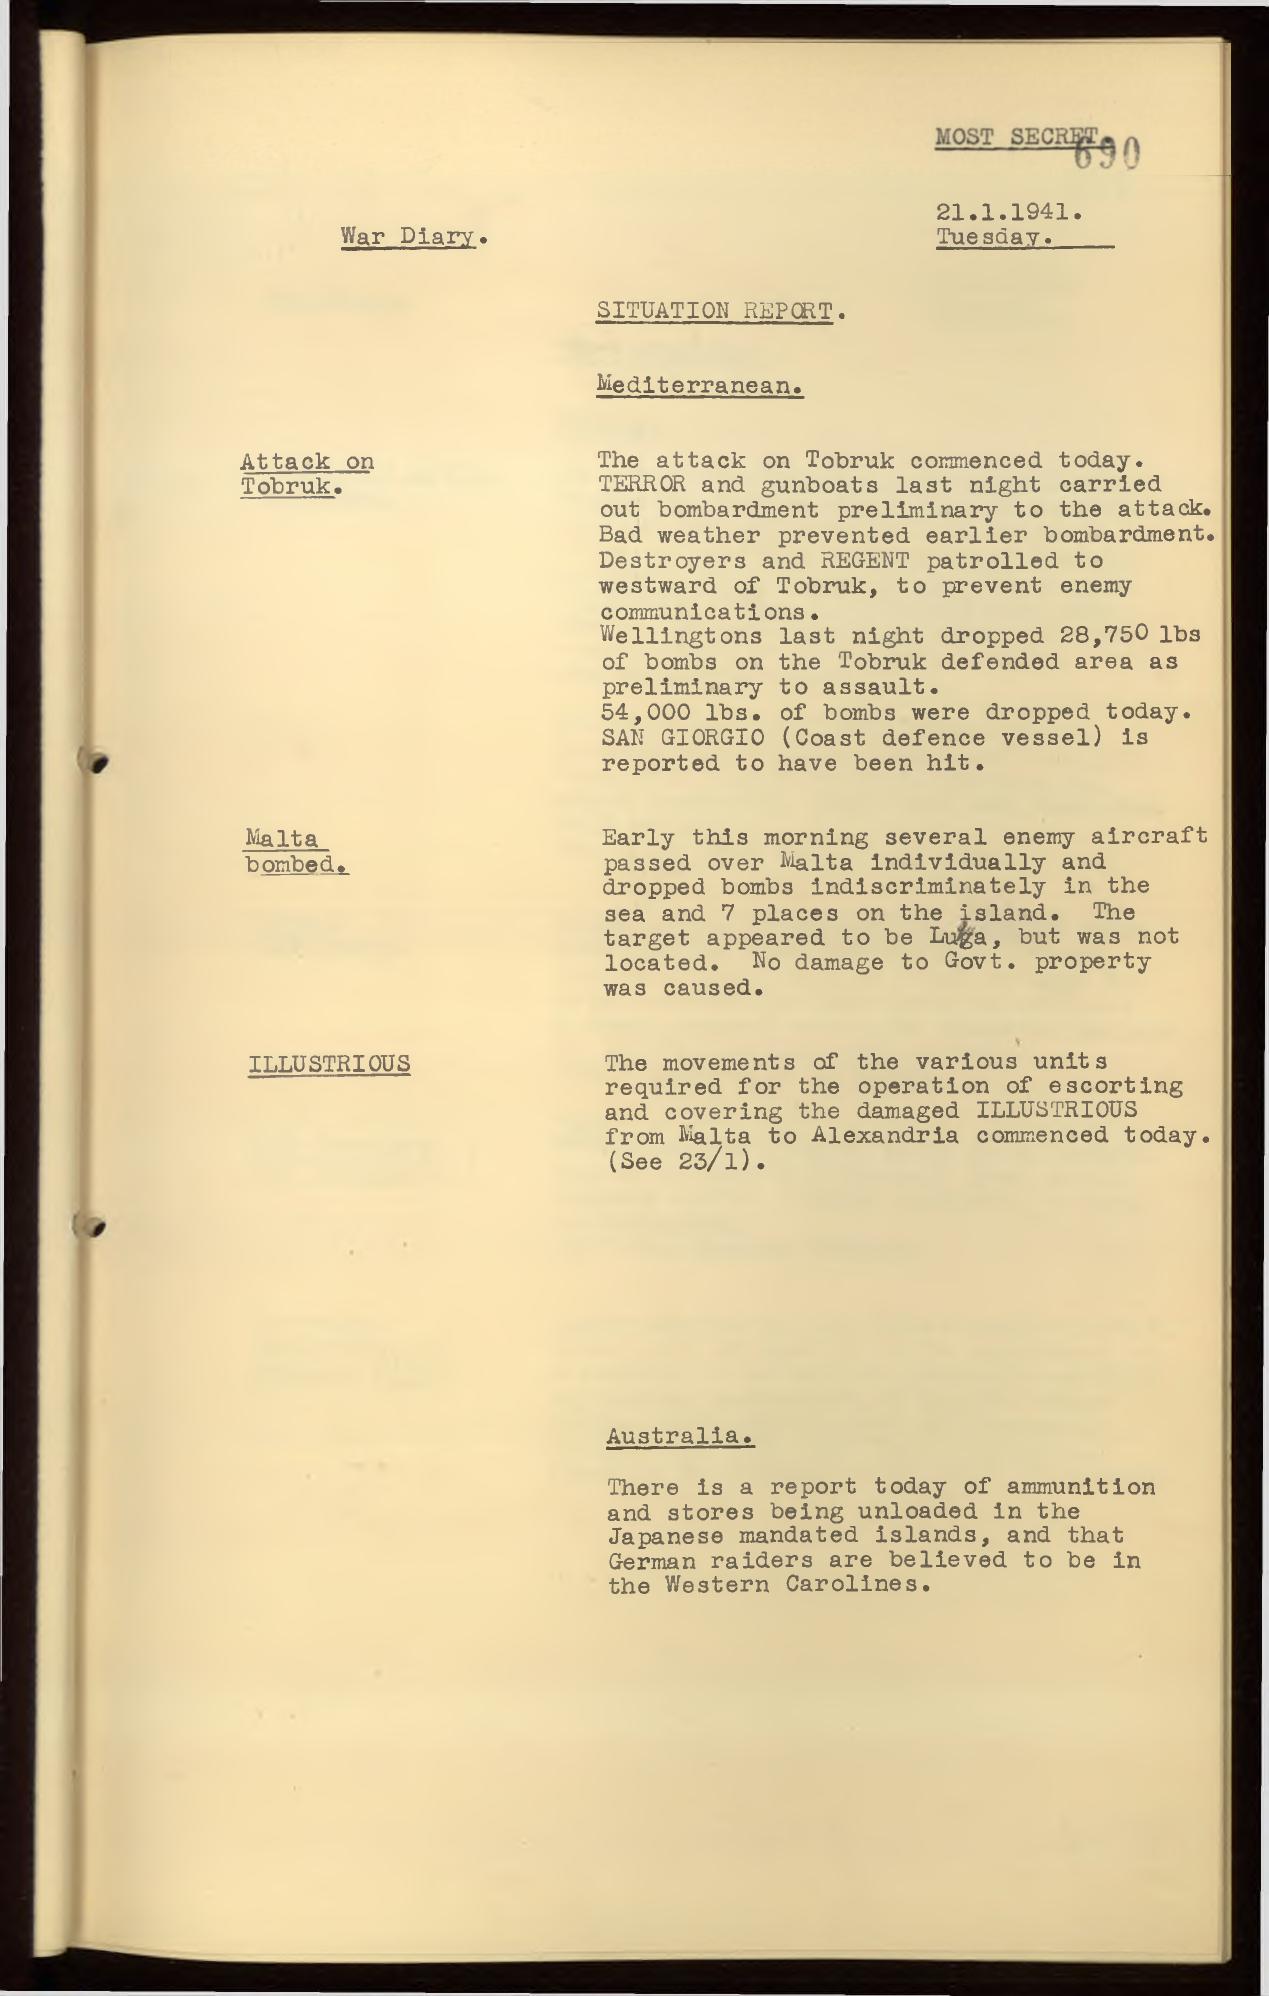 MOST SECRET.
690
21.1.1941.
Tuesday.
War Diary.
SITUATION REPORT.
Mediterranean.
Attack on
Tobruk.
The attack on Tobruk commenced today.
TERROR and gunboats last night carried
out bombardment preliminary to the attack.
Bad weather prevented earlier bombardment.
Destroyers and REGENT patrolled to
westward of Tobruk, to prevent enemy
communications.
Wellingtons last night dropped 28,750 lbs
of bombs on the Tobruk defended area as
preliminary to assault.
54,000 lbs. of bombs were dropped today.
SAN GIORGIO (Coast defence vessel) is
reported to have been hit.
Malta
bombed.
Early this morning several enemy aircraft
passed over Malta individually and
dropped bombs indiscriminately in the
sea and 7 places on the island. The
target appeared to be Luqa, but was not
located. No damage to Govt. property
was caused.
ILLUSTRIOUS
The movements of the various units
required for the operation of escorting
and covering the damaged ILLUSTRIOUS
from Malta to Alexandria commenced today.
(See 23/1).
Australia.
There is a report today of ammunition
and stores being unloaded in the
Japanese mandated islands, and that
German raiders are believed to be in
the Western Carolines.